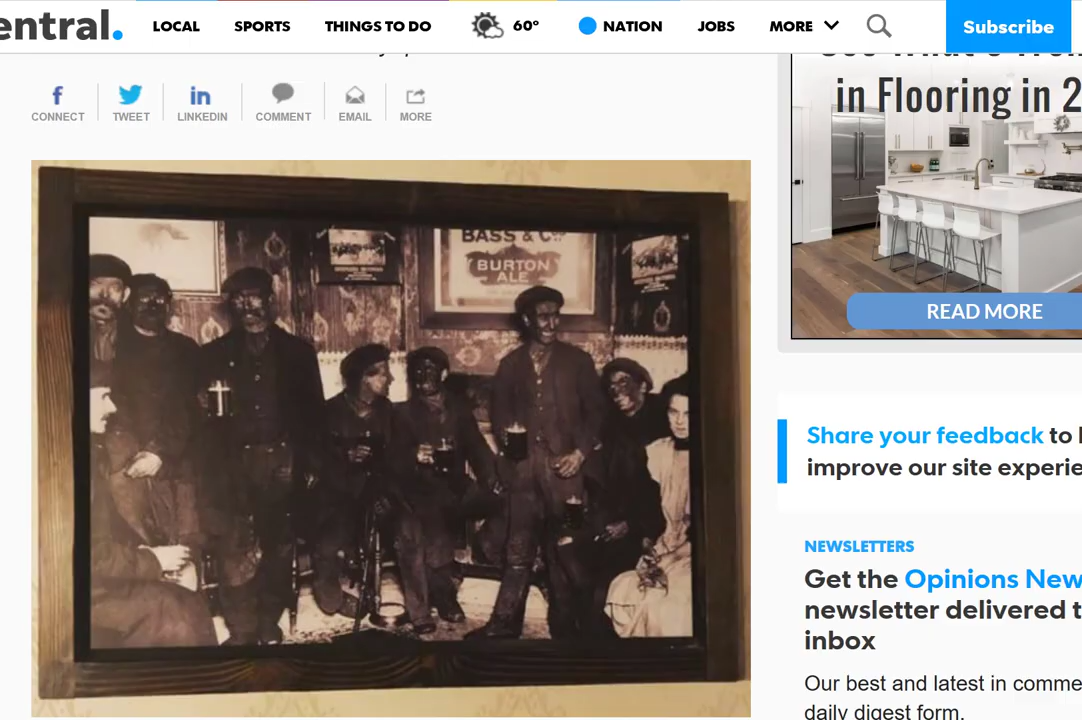 entral.
LOCAL SPORTS THINGS TO DO 60° NATION JOBS MORE Subscribe
CONNECT TWEET LINKEDIN COMMENT EMAIL MORE
in Flooring in 2
READ MORE
BASS & Co
BURTON
ALE
Share your feedback to
improve our site experie
NEWSLETTERS
Get the Opinions New
newsletter delivered t
inbox
Our best and latest in comme
daily digest form.